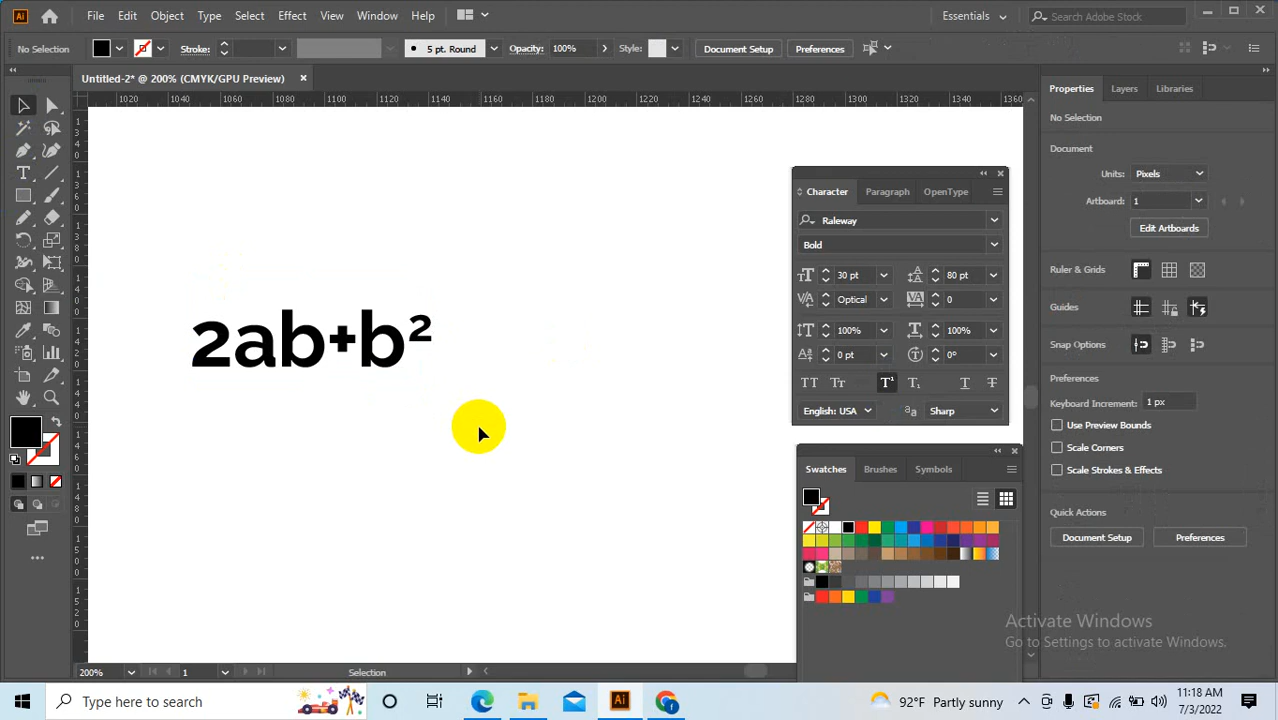 Ai File Edit Object Type Select Effect View Window Help Essentials Search Adobe Stock
No Selection Stroke: 5 pt. Round Opacity: 100% Style: Document Setup Preferences
Untitled-2* @ 200% (CMYK/GPU Preview)
1020 1040 1060 1080 1100 1120 1140 1160 1180 1200 1220 1240 1260 1280 1300 1320 1340 1360
2ab+b²
Character Paragraph OpenType
Raleway
Bold
30 pt 80 pt
Optical 0
100% 100%
0 pt 0°
English: USA Sharp
Swatches Brushes Symbols
Properties Layers Libraries
No Selection
Document
Units: Pixels
Artboard: 1
Edit Artboards
Ruler & Grids
Guides
Snap Options
Preferences
Keyboard Increment: 1 px
Use Preview Bounds
Scale Corners
Scale Strokes & Effects
Quick Actions
Document Setup Preferences
Activate Windows
Go to Settings to activate Windows.
200% 1 Selection
Type here to search Ai 92°F Partly sunny 11:18 AM
7/3/2022